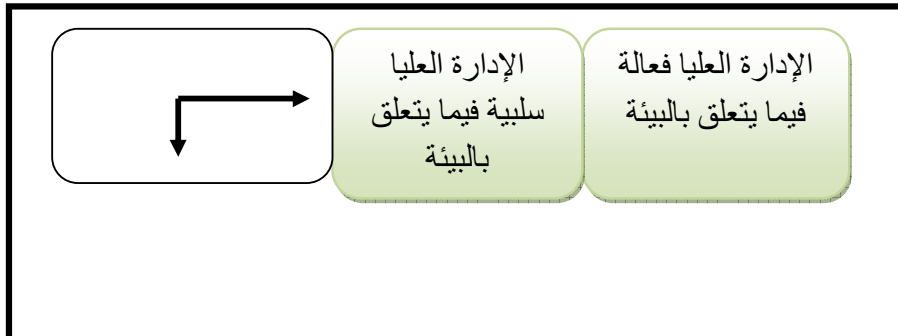 الإدارة العليا فعالة
فيما يتعلق بالبيئة
الإدارة العليا
سلبية فيما يتعلق
بالبيئة